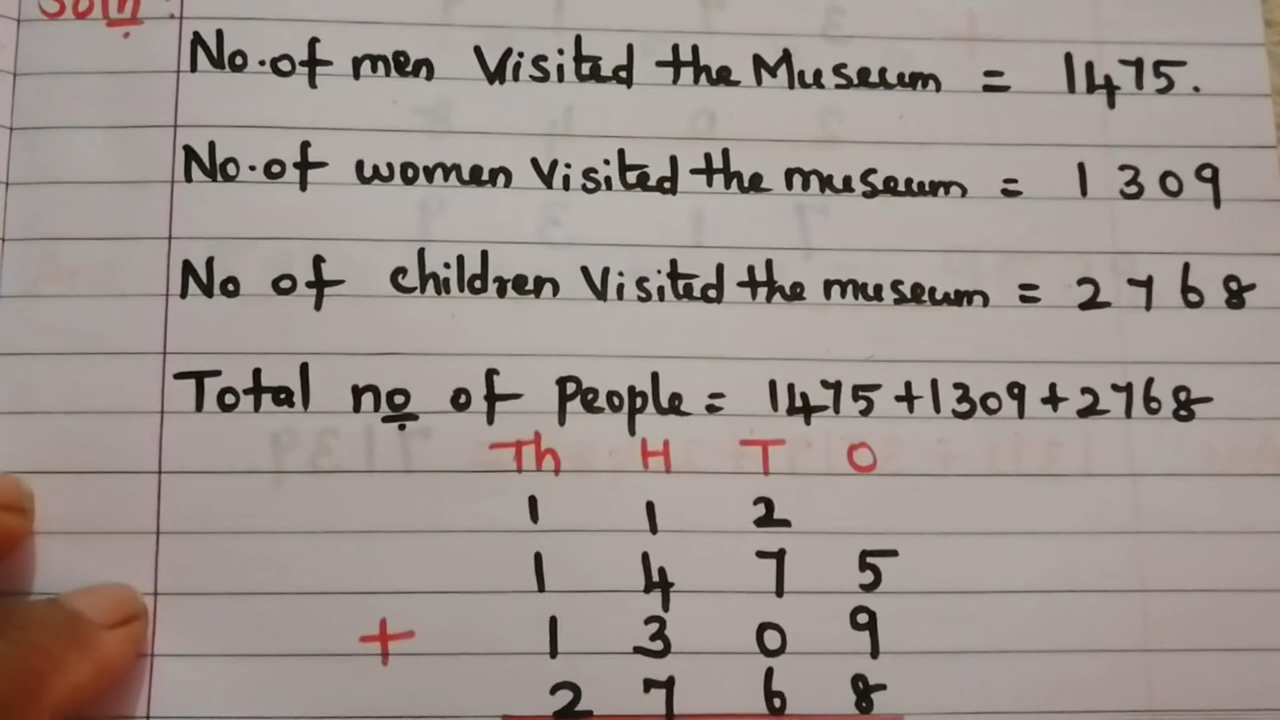 Soln:
No.of men Visited the Museum = 1475.
No.of women Visited the museum = 1309
No of children Visited the museum = 2768
Total no of People = 1475+1309+2768
Th H T O
1 1 2
1 4 7 5
+ 1 3 0 9
2 7 6 8